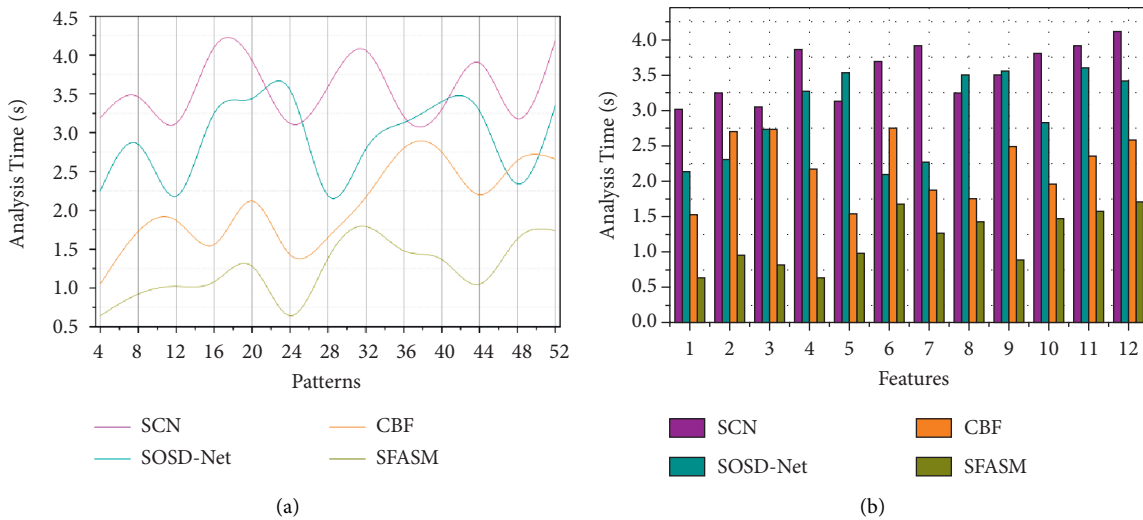 4.5
4.0
3.5
3.0
2.5
2.0
1.5
1.0
0.5
Analysis Time (s)
4 8 12 16 20 24 28 32 36 40 44 48 52
Patterns
SCN CBF
SOSD-Net SFASM
(a)
4.0
3.5
3.0
2.5
2.0
1.5
1.0
0.5
0.0
Analysis Time (s)
1 2 3 4 5 6 7 8 9 10 11 12
Features
SCN CBF
SOSD-Net SFASM
(b)